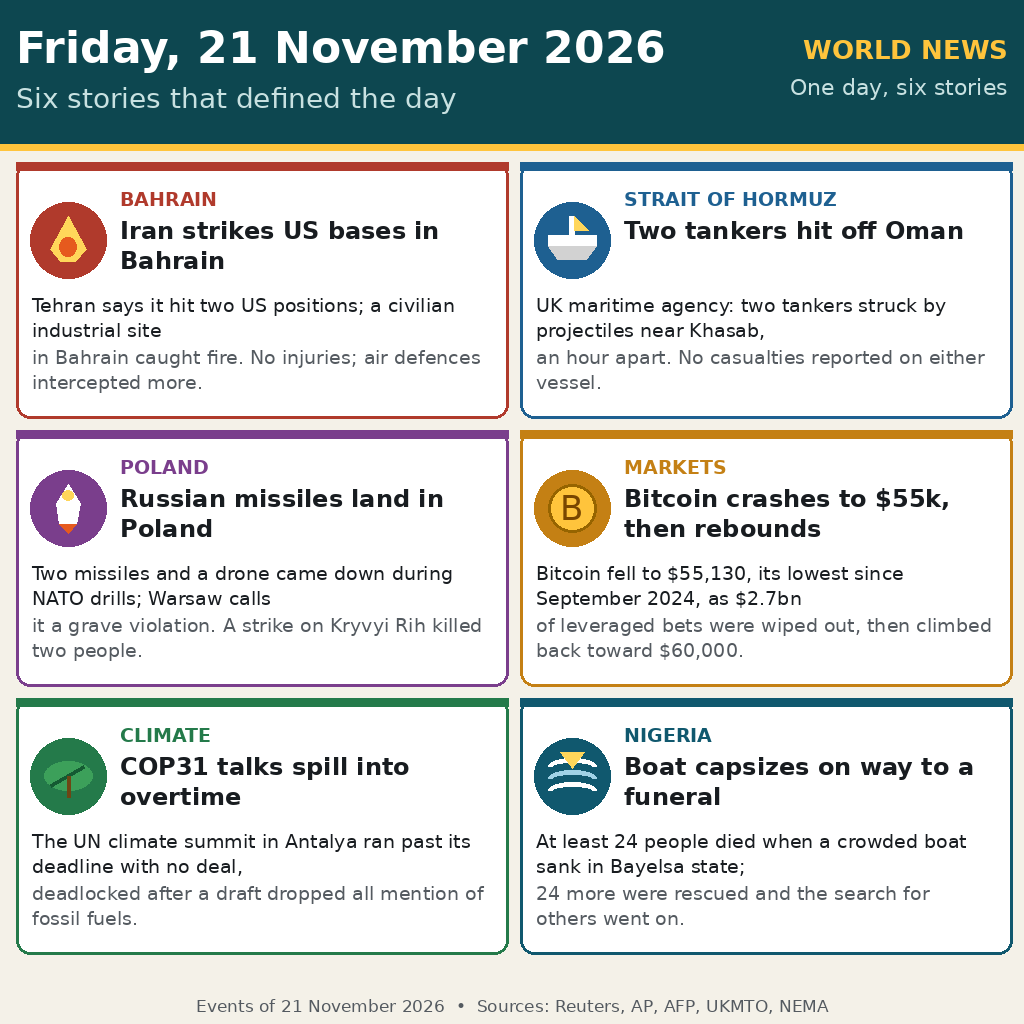 Friday, 21 November 2026
Six stories that defined the day
WORLD NEWS
One day, six stories
BAHRAIN
Iran strikes US bases in
Bahrain
Tehran says it hit two US positions; a civilian
industrial site
in Bahrain caught fire. No injuries; air defences
intercepted more.
STRAIT OF HORMUZ
Two tankers hit off Oman
UK maritime agency: two tankers struck by
projectiles near Khasab,
an hour apart. No casualties reported on either
vessel.
POLAND
Russian missiles land in
Poland
Two missiles and a drone came down during
NATO drills; Warsaw calls
it a grave violation. A strike on Kryvyi Rih killed
two people.
MARKETS
B
Bitcoin crashes to $55k,
then rebounds
Bitcoin fell to $55,130, its lowest since
September 2024, as $2.7bn
of leveraged bets were wiped out, then climbed
back toward $60,000.
CLIMATE
COP31 talks spill into
overtime
The UN climate summit in Antalya ran past its
deadline with no deal,
deadlocked after a draft dropped all mention of
fossil fuels.
NIGERIA
Boat capsizes on way to a
funeral
At least 24 people died when a crowded boat
sank in Bayelsa state;
24 more were rescued and the search for
others went on.
Events of 21 November 2026 • Sources: Reuters, AP, AFP, UKMTO, NEMA